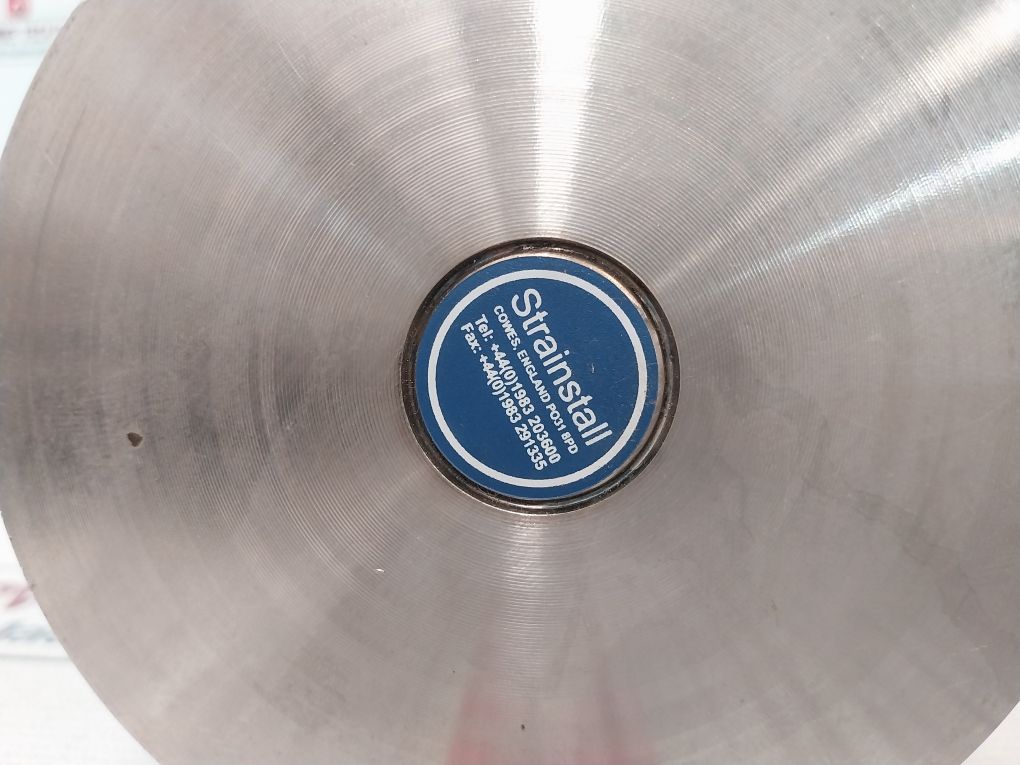 Strainstall
COWES, ENGLAND PO31 8PD
Tel: +44(0)1983 203600
Fax: +44(0)1983 291335